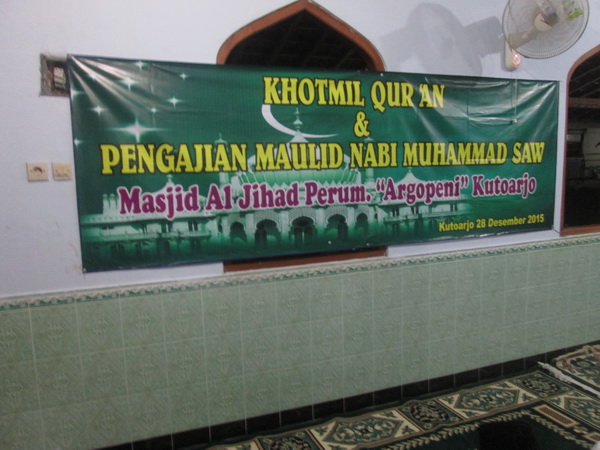 KHOTMIL QUR'AN
&
PENGAJIAN MAULID NABI MUHAMMAD SAW
Masjid Al Jihad Perum. "Argopeni" Kutoarjo
Kutoarjo 28 Desember 2015